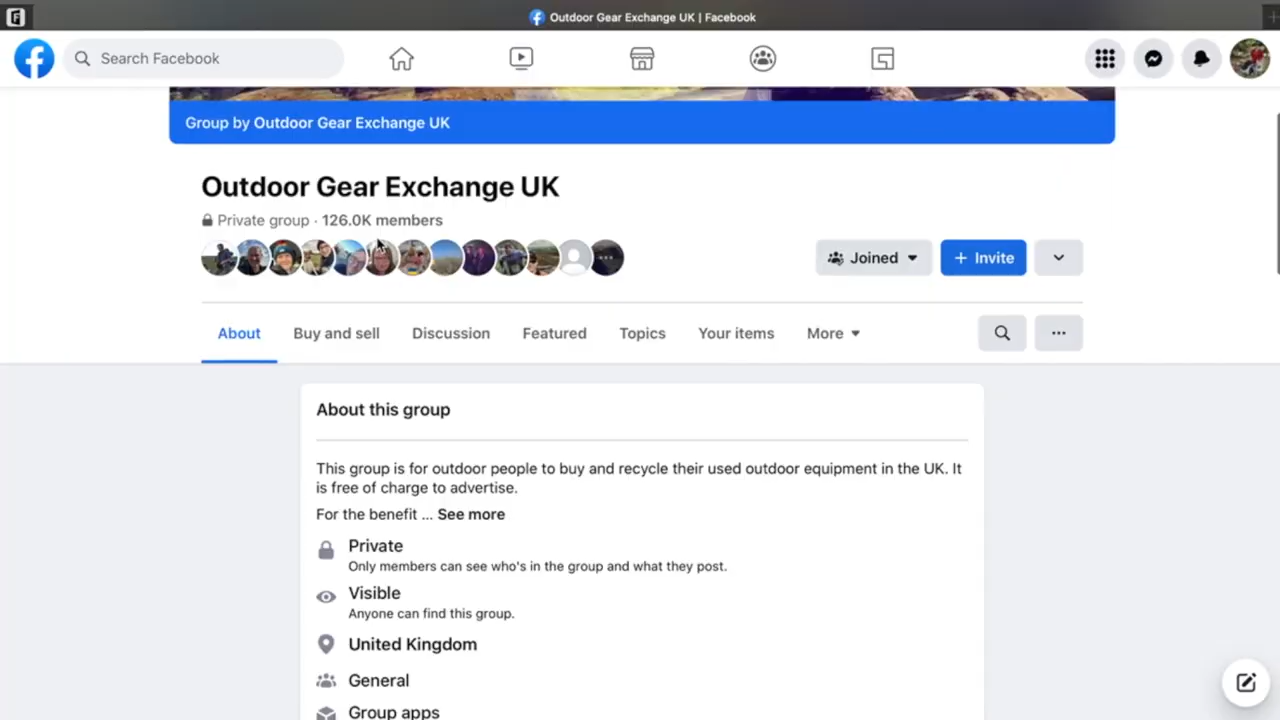 Outdoor Gear Exchange UK | Facebook
Search Facebook
Group by Outdoor Gear Exchange UK
Outdoor Gear Exchange UK
Private group · 126.0K members
Joined
+ Invite
About
Buy and sell
Discussion
Featured
Topics
Your items
More
About this group
This group is for outdoor people to buy and recycle their used outdoor equipment in the UK. It
is free of charge to advertise.
For the benefit ... See more
Private
Only members can see who's in the group and what they post.
Visible
Anyone can find this group.
United Kingdom
General
Group apps